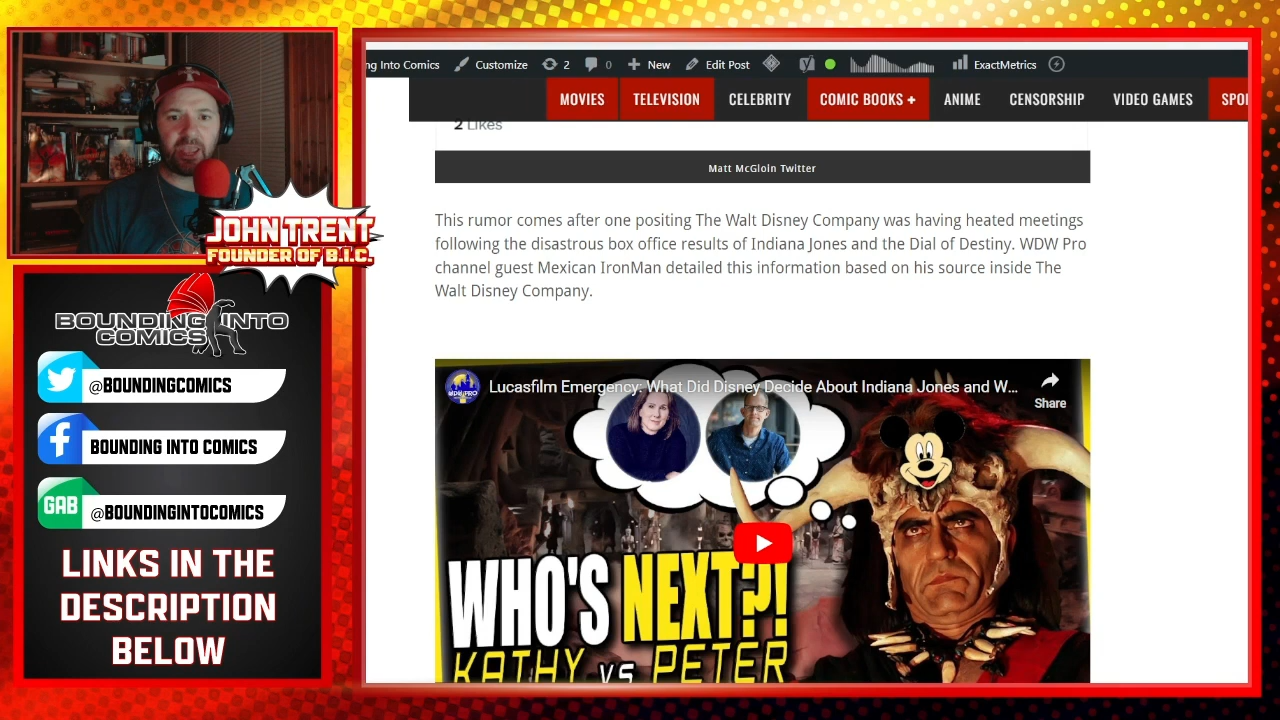 ng Into Comics Customize 2 0 New Edit Post ExactMetrics
MOVIES TELEVISION CELEBRITY COMIC BOOKS + ANIME CENSORSHIP VIDEO GAMES SPO
2 Likes
Matt McGloin Twitter
This rumor comes after one positing The Walt Disney Company was having heated meetings
following the disastrous box office results of Indiana Jones and the Dial of Destiny. WDW Pro
channel guest Mexican IronMan detailed this information based on his source inside The
Walt Disney Company.
WDW PRO
Lucasfilm Emergency: What Did Disney Decide About Indiana Jones and W...
Share
WHO'S NEXT?!
KATHY VS PETER
JOHN TRENT
FOUNDER OF B.I.C.
BOUNDING INTO
COMICS
@BOUNDINGCOMICS
BOUNDING INTO COMICS
GAB
@BOUNDINGINTOCOMICS
LINKS IN THE
DESCRIPTION
BELOW